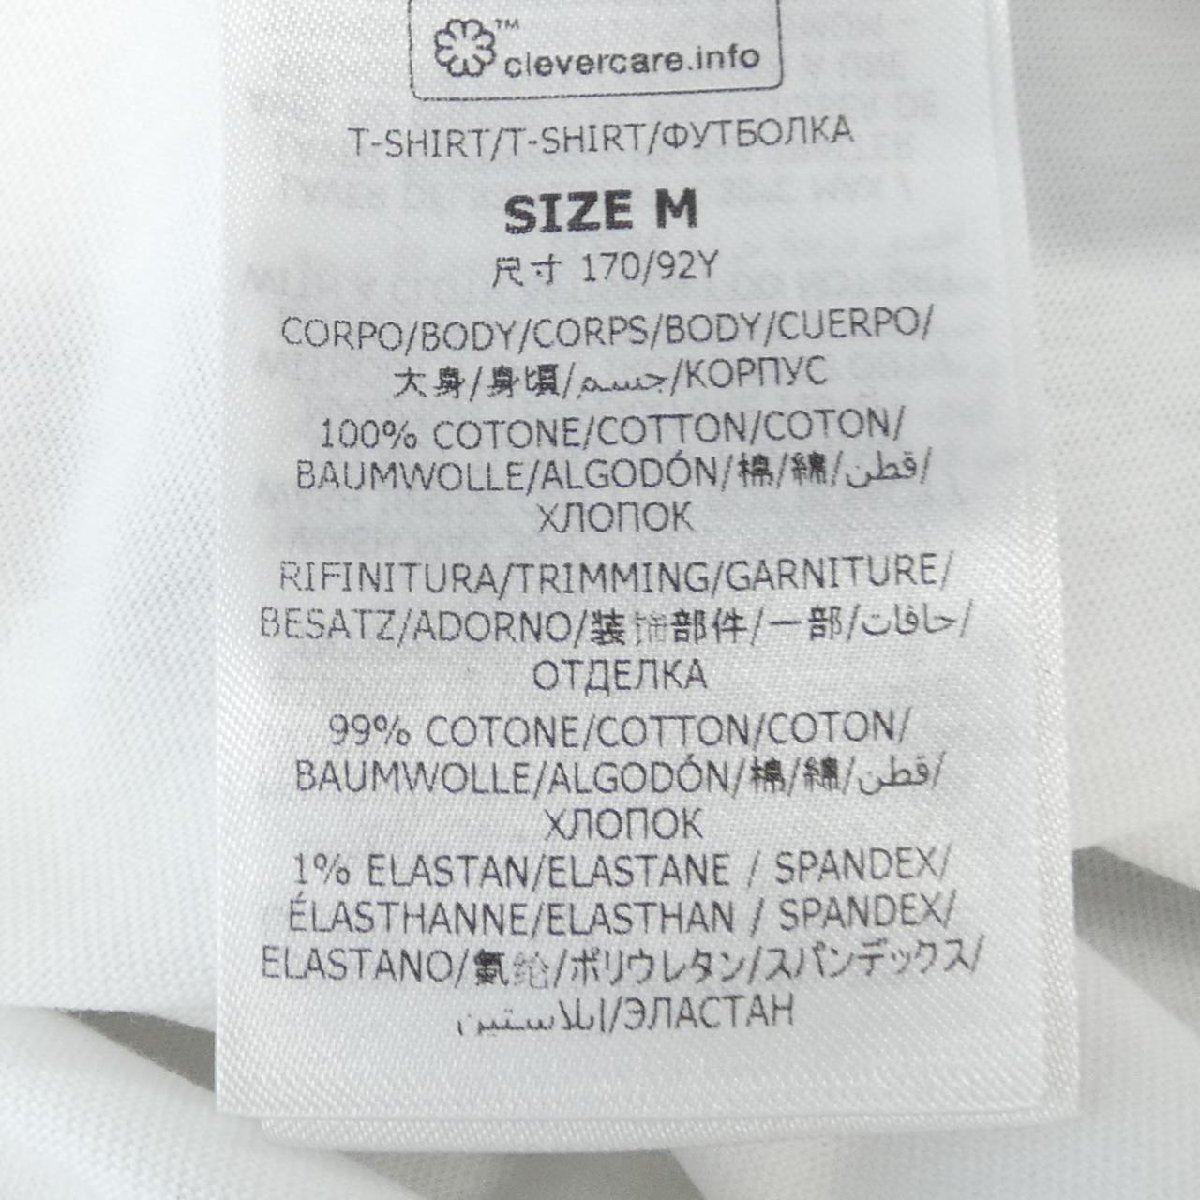 ™
clevercare.info
T-SHIRT/T-SHIRT/ФУТБОЛКА
SIZE M
尺寸 170/92Y
CORPO/BODY/CORPS/BODY/CUERPO/
大身/身頃/جسم/КОРПУС
100% COTONE/COTTON/COTON/
BAUMWOLLE/ALGODÓN/棉/綿/قطن/
ХЛОПОК
RIFINITURA/TRIMMING/GARNITURE/
BESATZ/ADORNO/装饰部件/一部/حافات/
ОТДЕЛКА
99% COTONE/COTTON/COTON/
BAUMWOLLE/ALGODÓN/棉/綿/قطن/
ХЛОПОК
1% ELASTAN/ELASTANE / SPANDEX/
ÉLASTHANNE/ELASTHAN / SPANDEX/
ELASTANO/氨纶/ポリウレタン/スパンデックス/
ايلاستين/ЭЛАСТАН